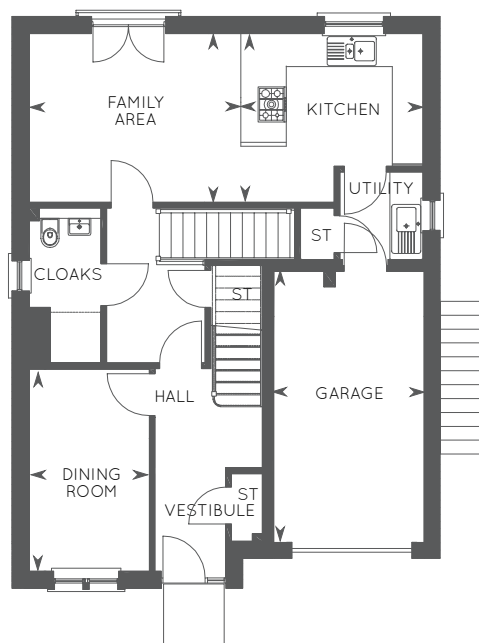 FAMILY
AREA
KITCHEN
UTILITY
ST
CLOAKS
ST
HALL
GARAGE
DINING
ROOM
ST
VESTIBULE